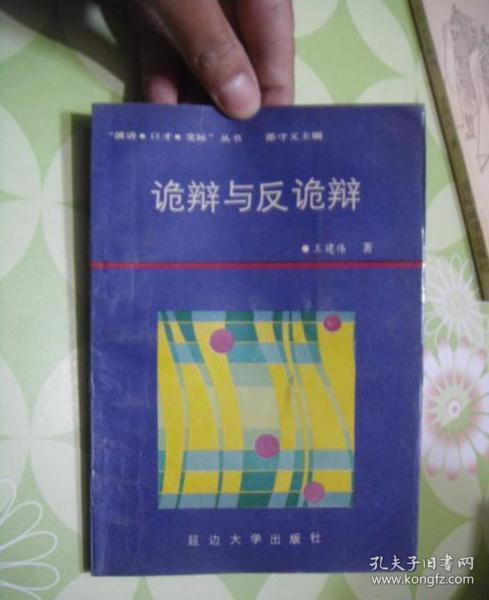 “演讲·口才·交际”丛书 邵守义主编
诡辩与反诡辩
王建伟 著
延边大学出版社
孔夫子旧书网
www.kongfz.com